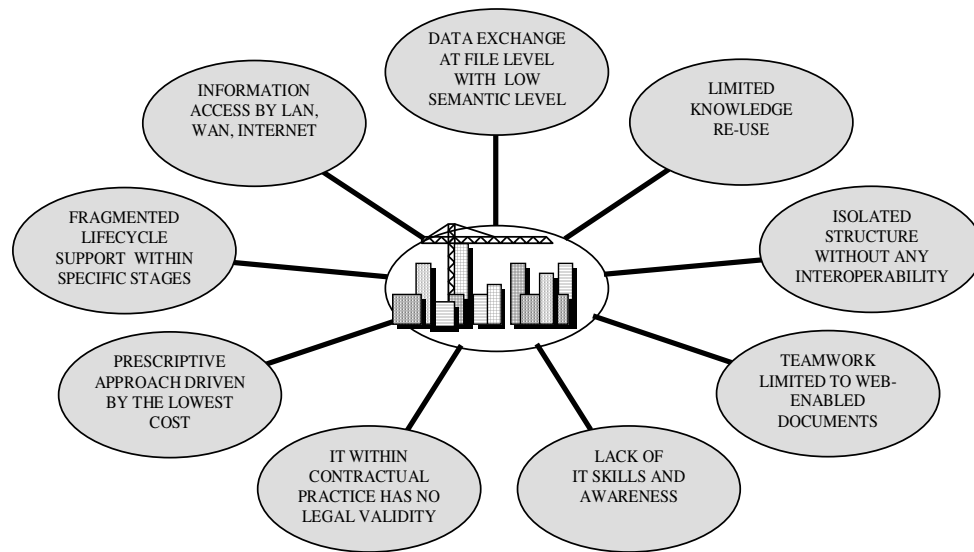 DATA EXCHANGE
AT FILE LEVEL
WITH LOW
SEMANTIC LEVEL
INFORMATION
ACCESS BY LAN,
WAN, INTERNET
LIMITED
KNOWLEDGE
RE-USE
FRAGMENTED
LIFECYCLE
SUPPORT WITHIN
SPECIFIC STAGES
ISOLATED
STRUCTURE
WITHOUT ANY
INTEROPERABILITY
PRESCRIPTIVE
APPROACH DRIVEN
BY THE LOWEST
COST
TEAMWORK
LIMITED TO WEB-
ENABLED
DOCUMENTS
IT WITHIN
CONTRACTUAL
PRACTICE HAS NO
LEGAL VALIDITY
LACK OF
IT SKILLS AND
AWARENESS